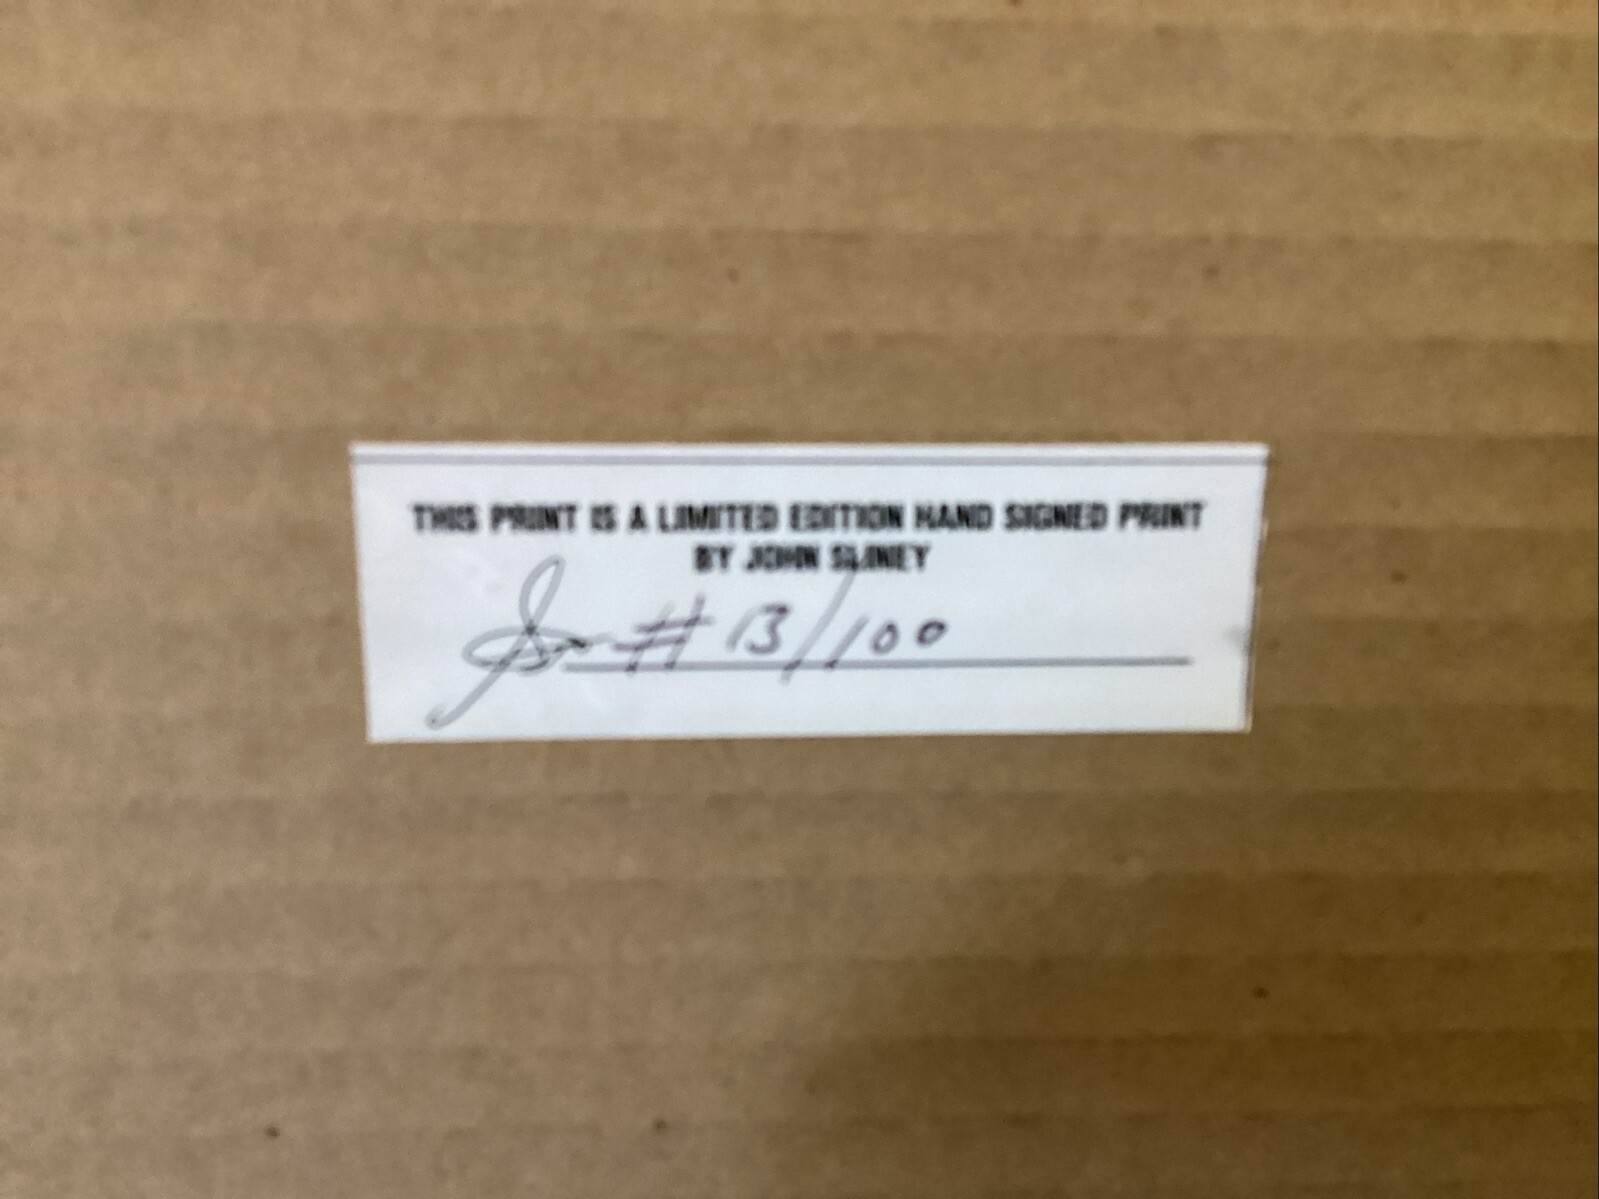 THIS PRINT IS A LIMITED EDITION HAND SIGNED PRINT
BY JOHN SLINEY
# 13/100